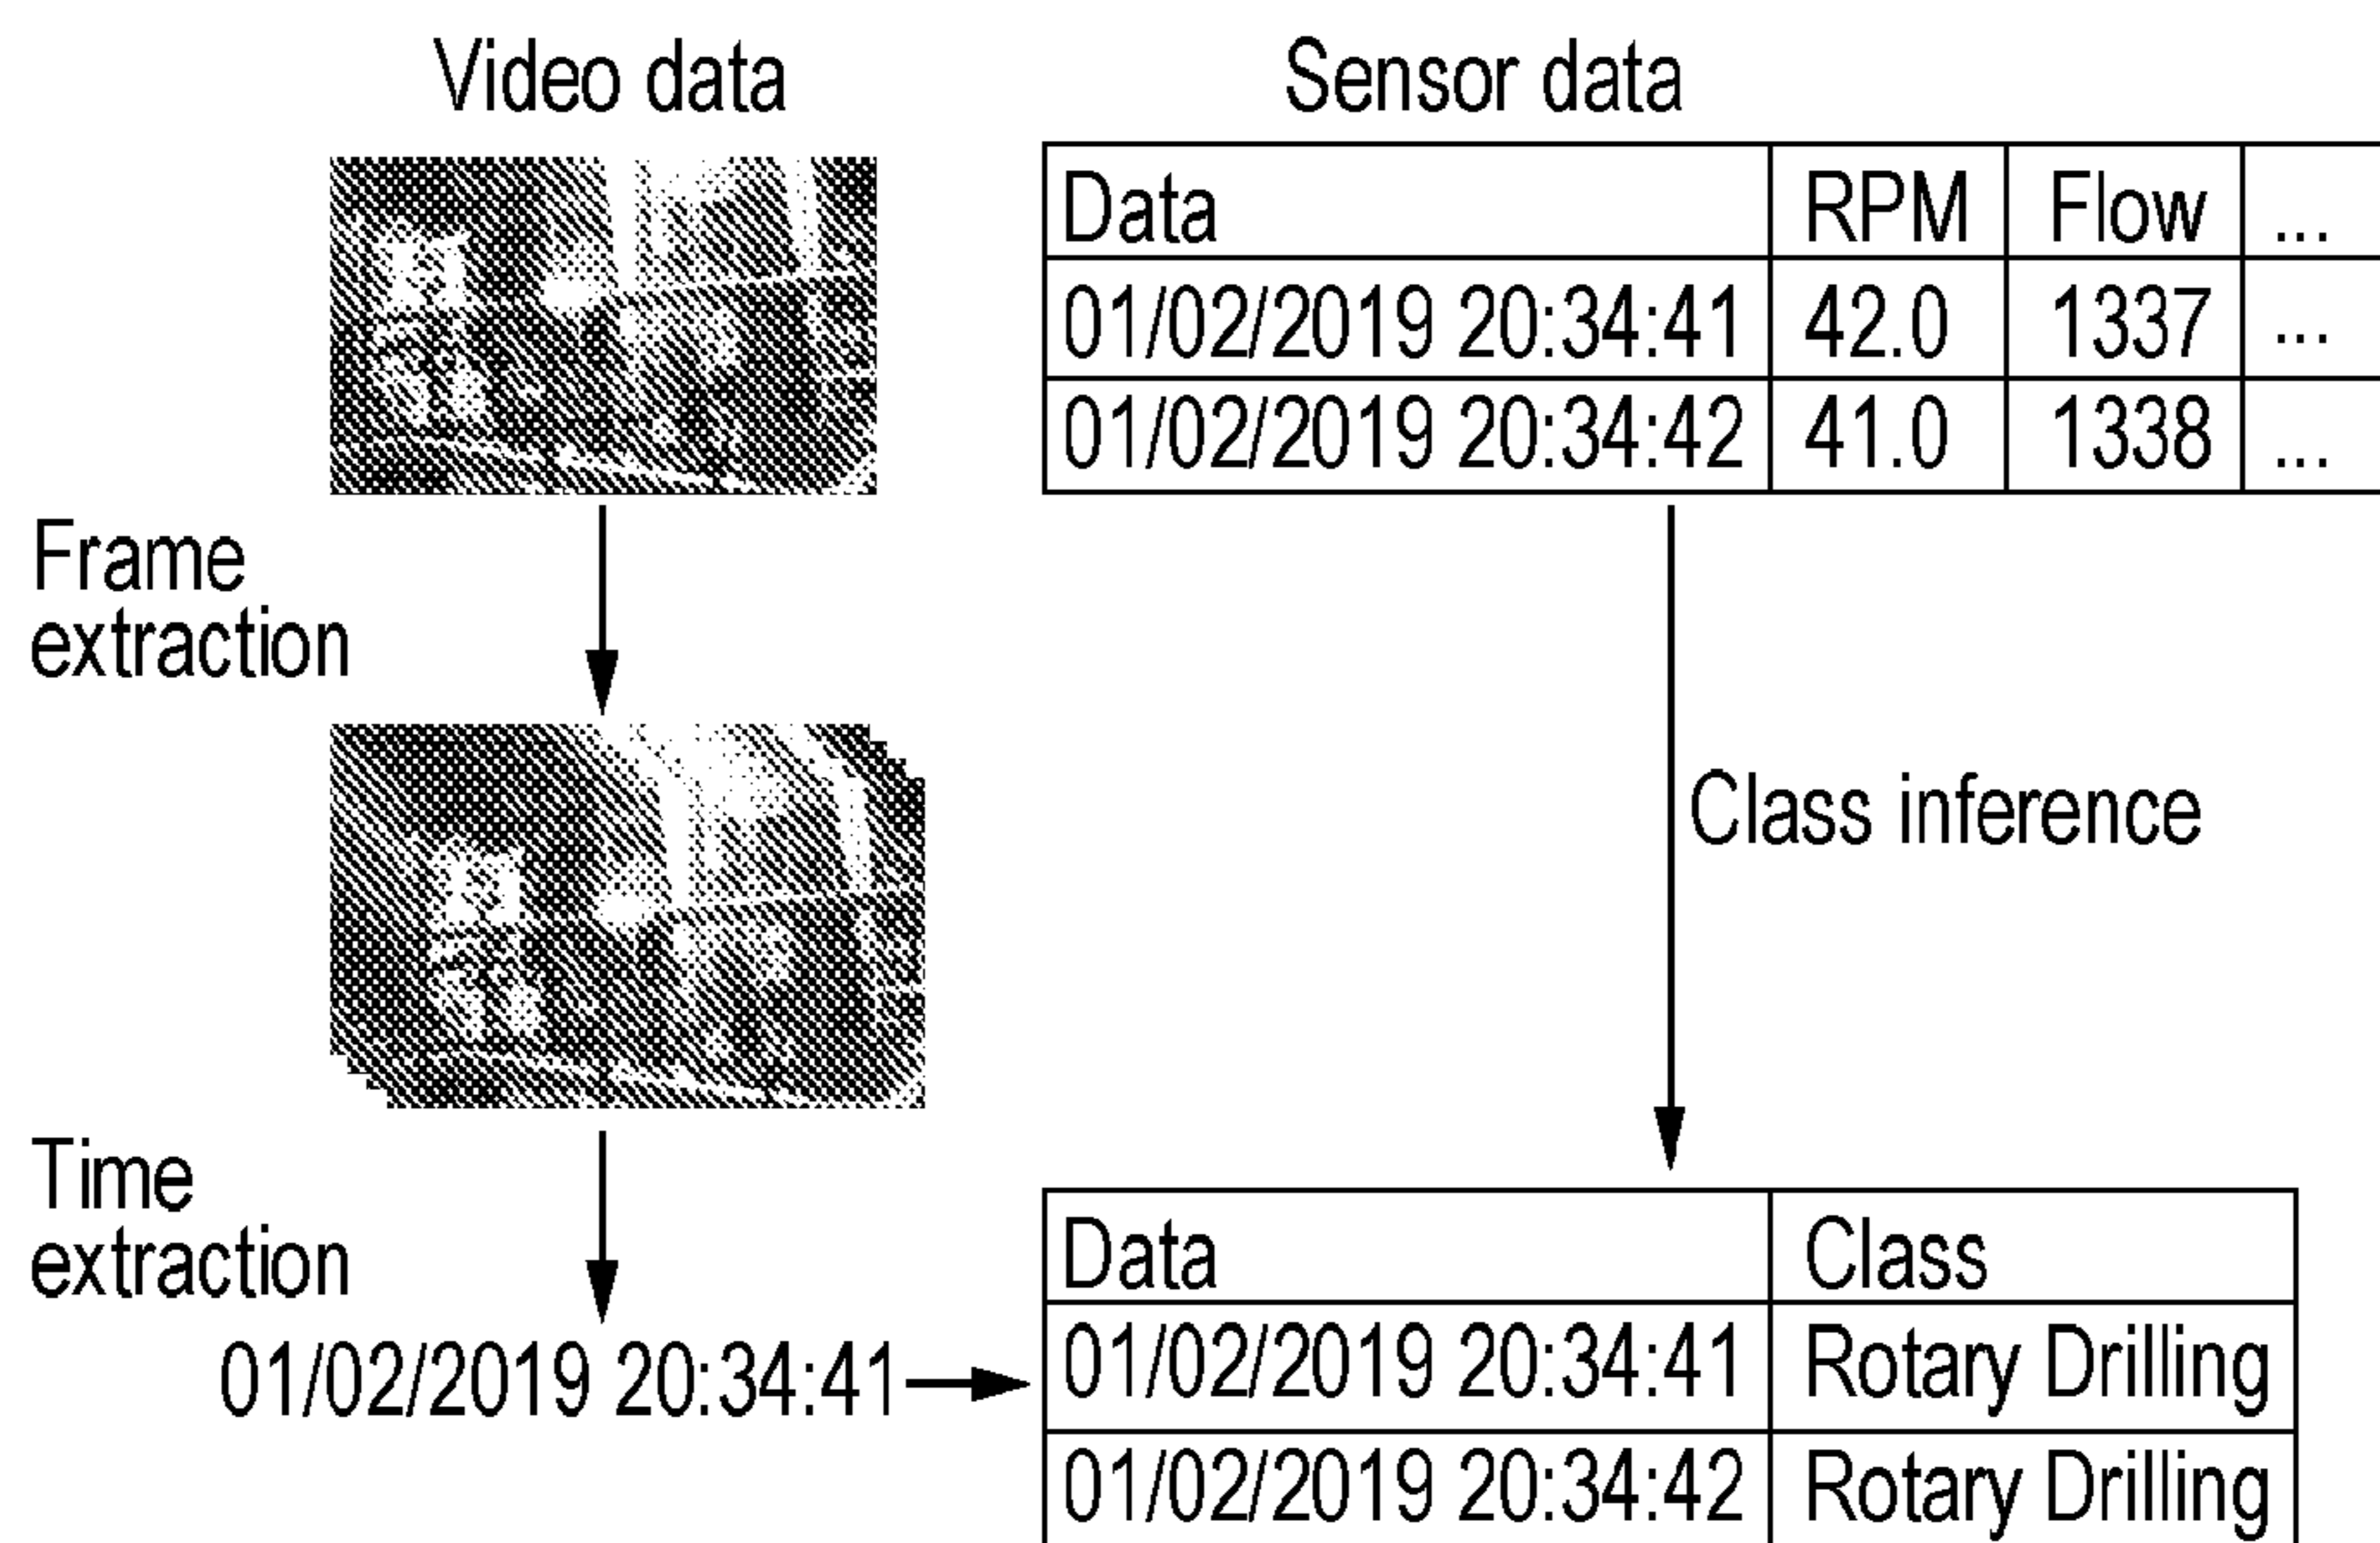 Video data
Sensor data
Data RPM Flow ...
01/02/2019 20:34:41 42.0 1337 ...
01/02/2019 20:34:42 41.0 1338 ...
Frame
extraction
Class inference
Time
extraction
01/02/2019 20:34:41
Data Class
01/02/2019 20:34:41 Rotary Drilling
01/02/2019 20:34:42 Rotary Drilling